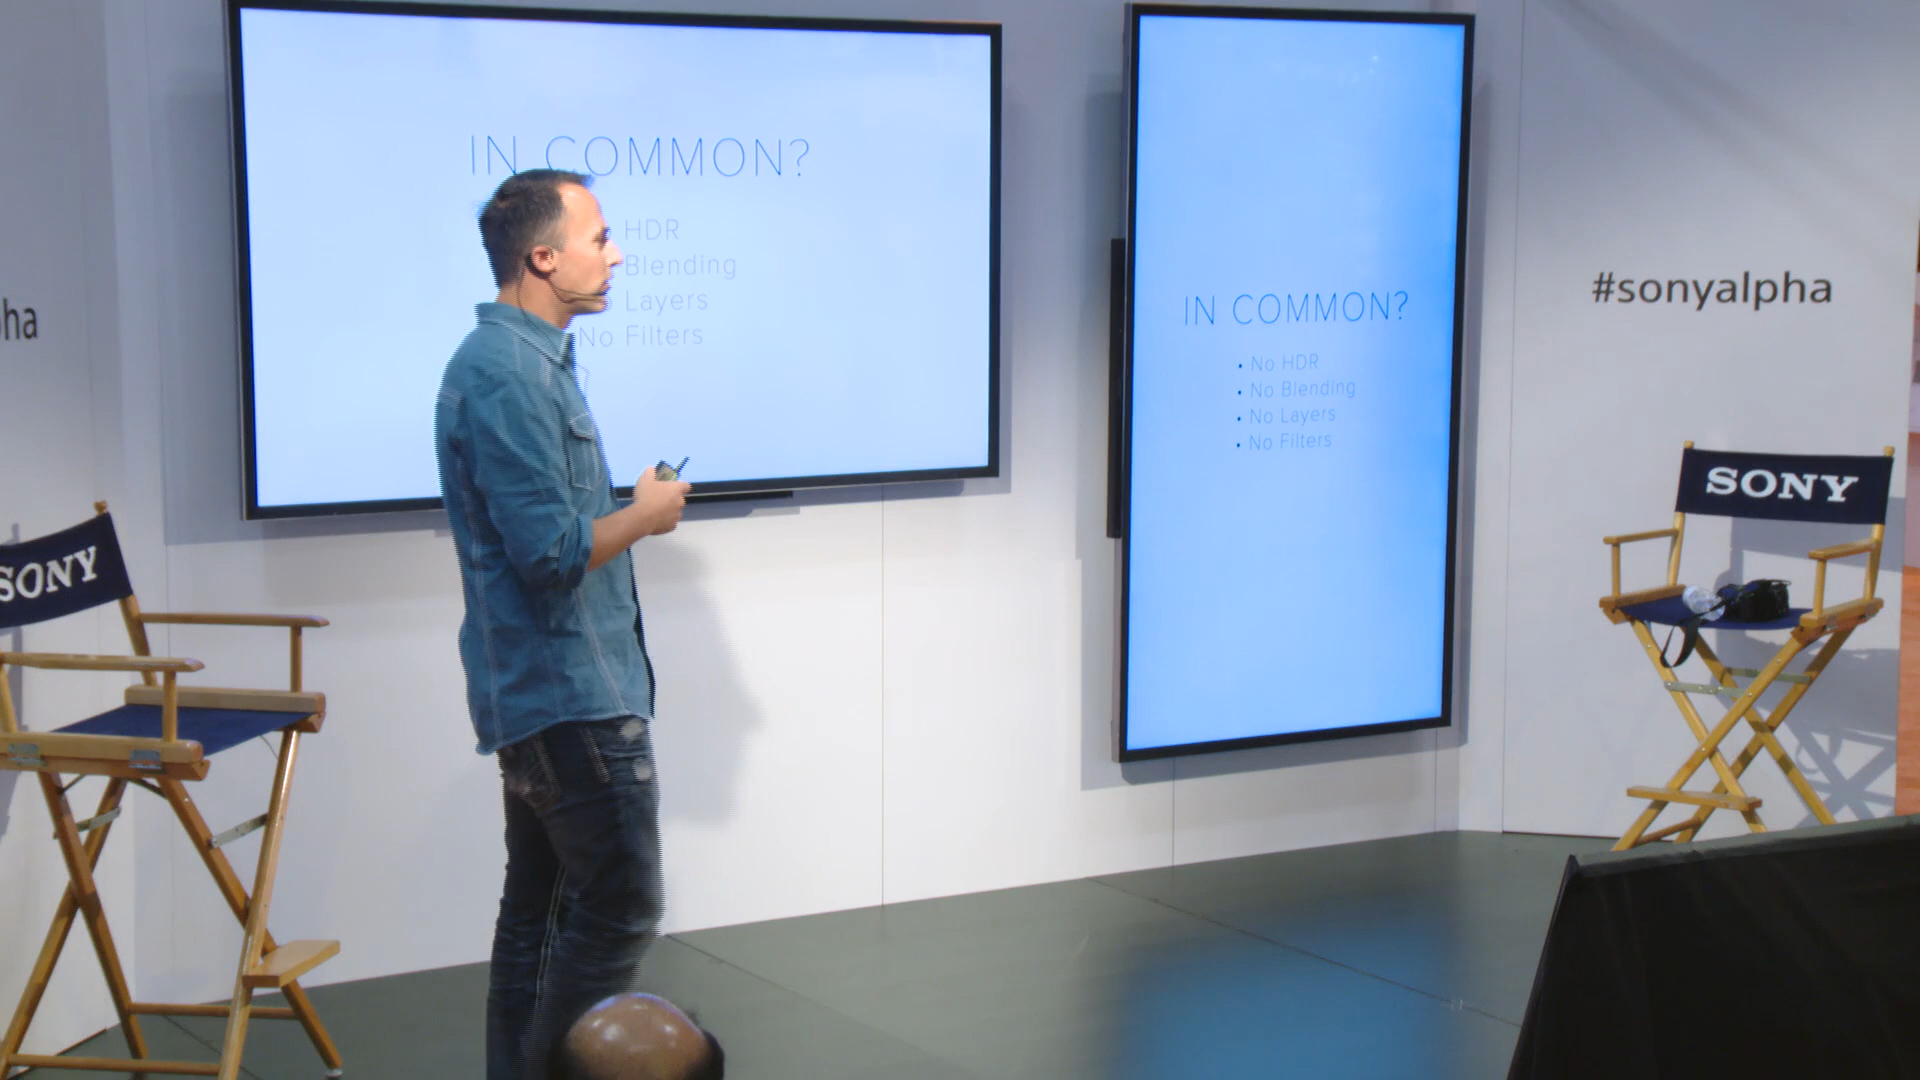 IN COMMON?
HDR
Blending
Layers
No Filters
IN COMMON?
• No HDR
• No Blending
• No Layers
• No Filters
#sonyalpha
ha
SONY
SONY